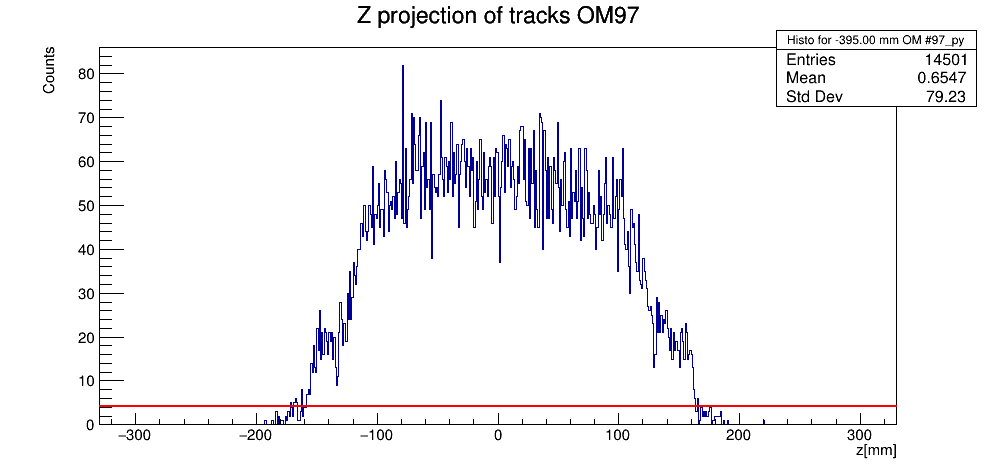 Z projection of tracks OM97
Histo for -395.00 mm OM #97_py
Entries 14501
Mean 0.6547
Std Dev 79.23
Counts
80
70
60
50
40
30
20
10
0
−300 −200 −100 0 100 200 300
z[mm]